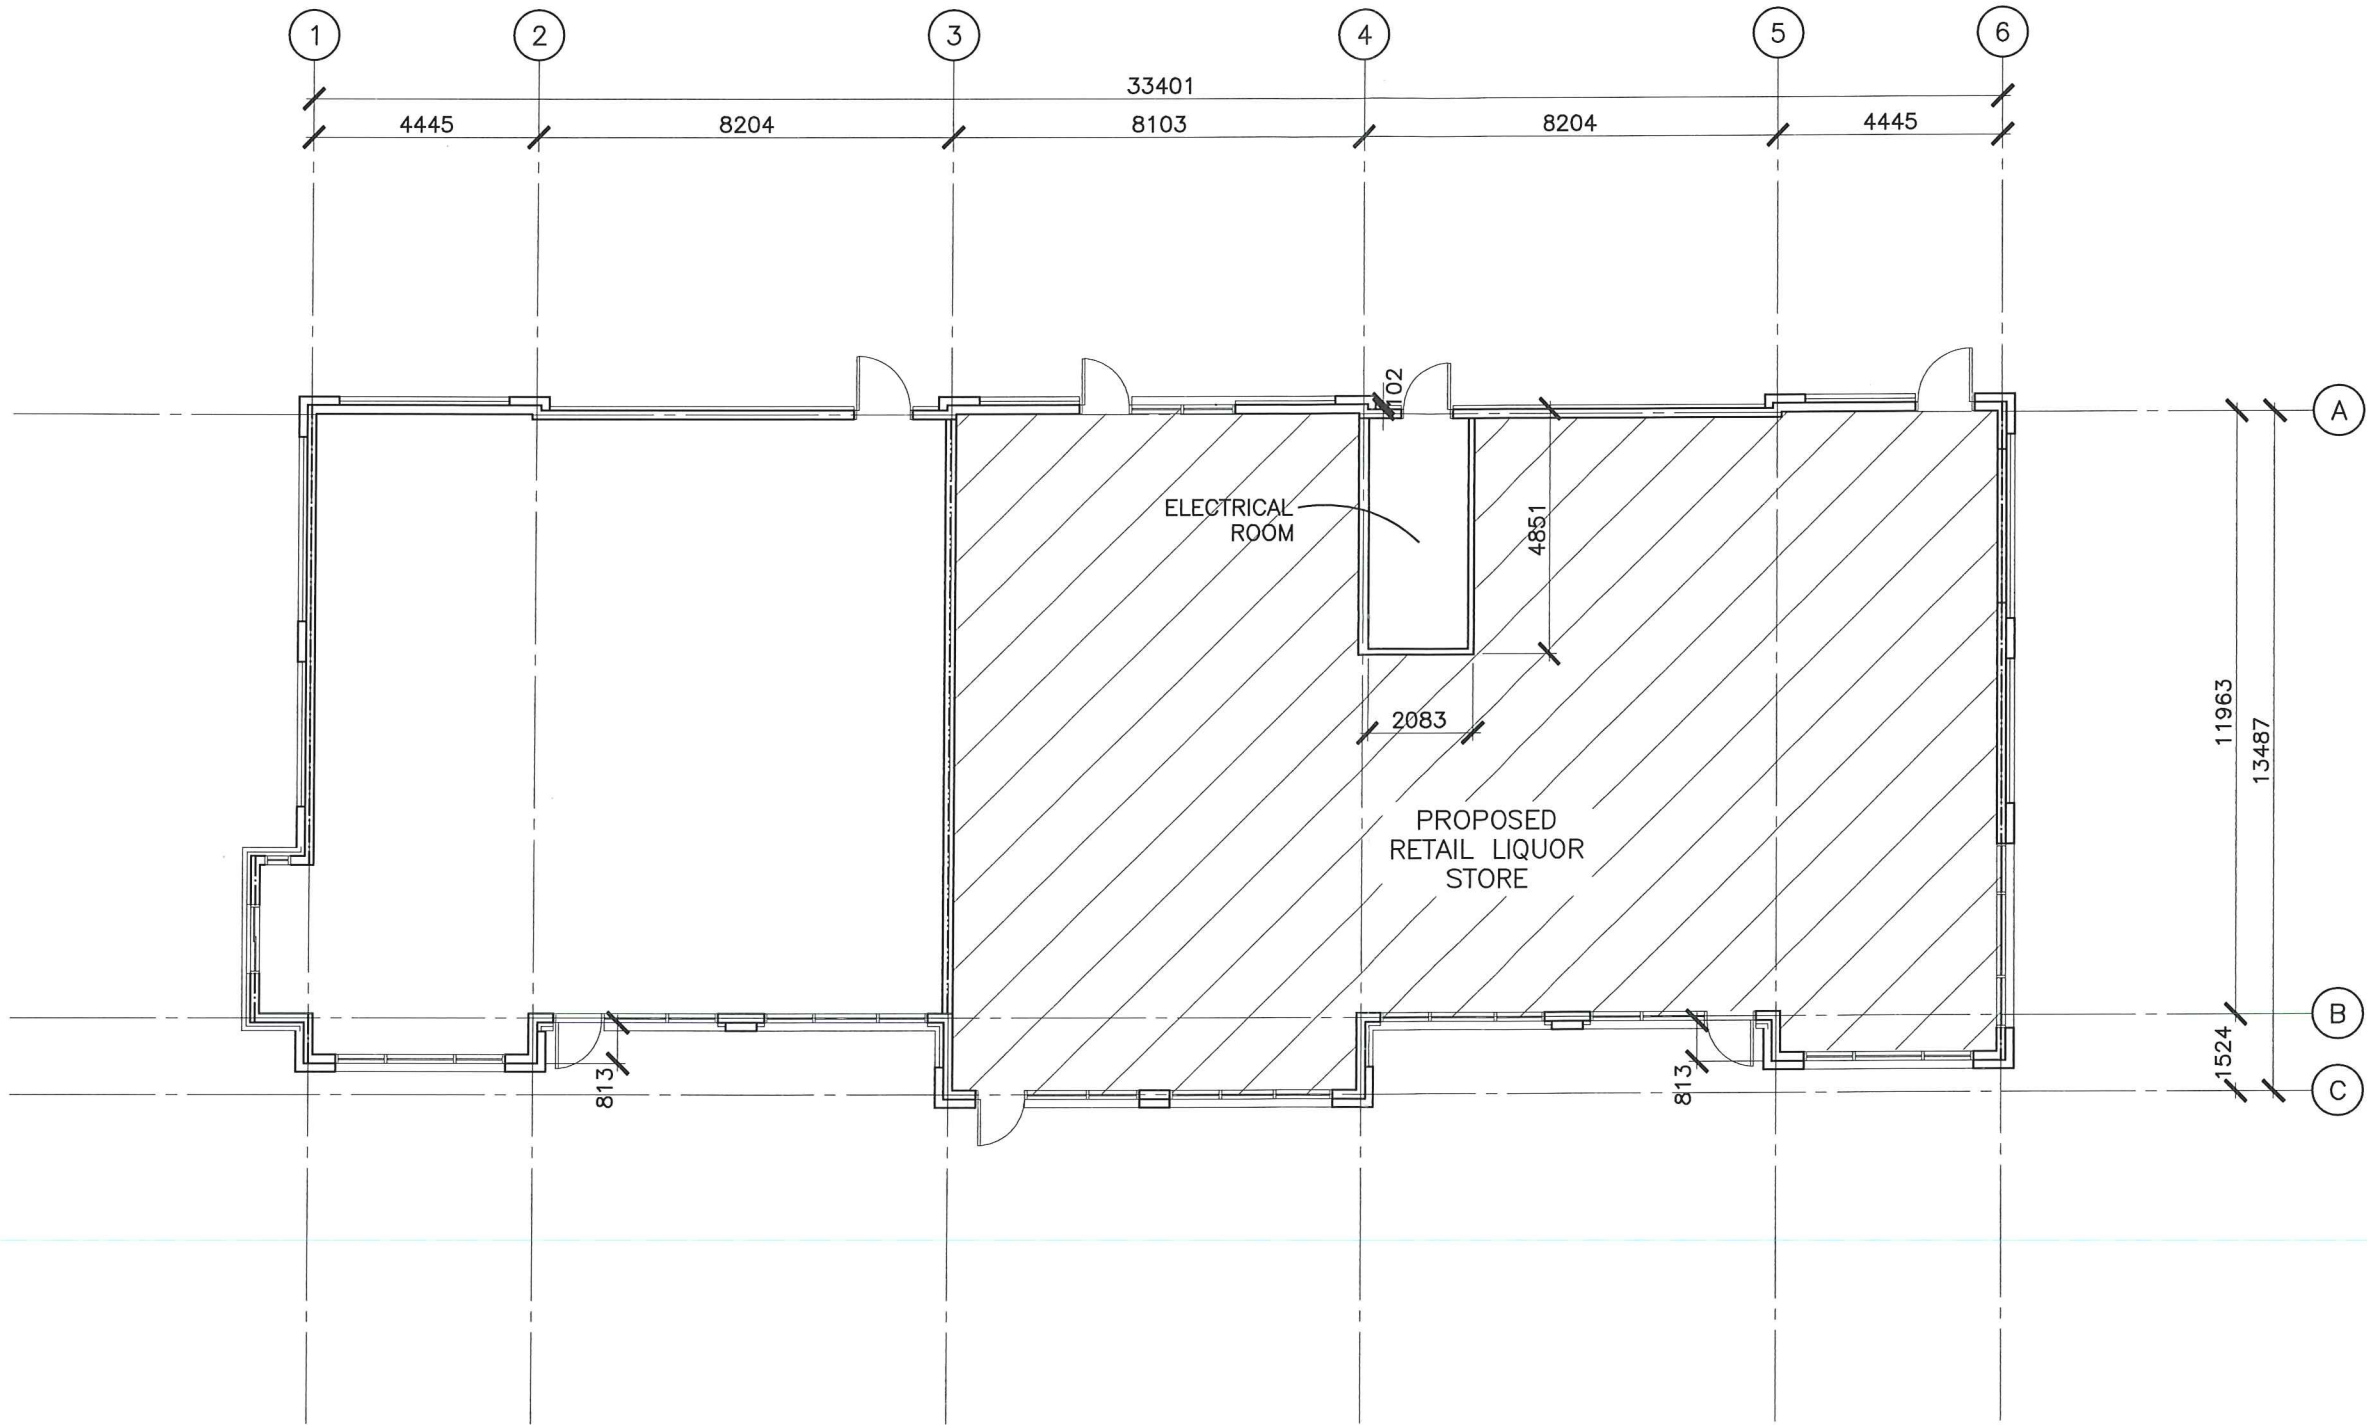 1 2 3 4 5 6
33401
4445 8204 8103 8204 4445
102
A
ELECTRICAL
ROOM
4851
2083
11963
13487
PROPOSED
RETAIL LIQUOR
STORE
B
813
813
1524
C